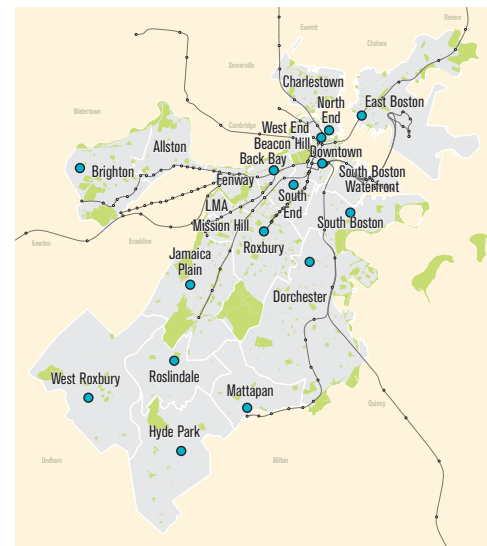 Revere
Everett
Chelsea
Somerville
Charlestown
North
End
East Boston
Watertown
Cambridge
West End
Beacon Hill
Allston
Back Bay
Downtown
Brighton
Fenway
South Boston
Waterfront
South
End
LMA
Mission Hill
South Boston
Newton
Brookline
Roxbury
Jamaica
Plain
Dorchester
West Roxbury
Roslindale
Mattapan
Quincy
Hyde Park
Dedham
Milton